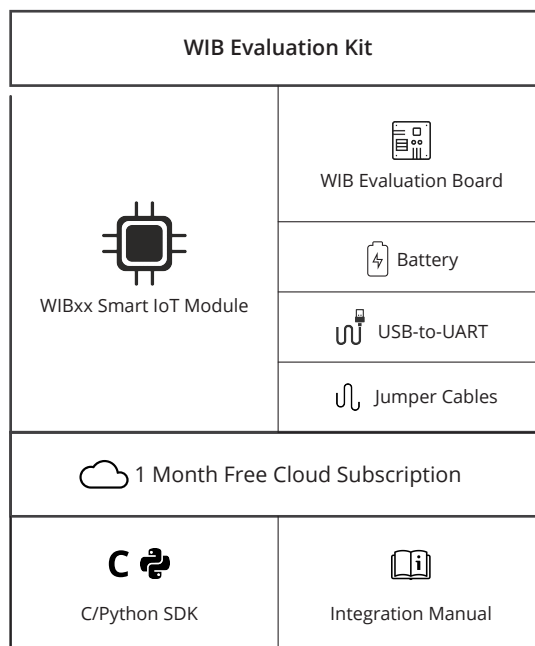 WIB Evaluation Kit
WIBxx Smart IoT Module
WIB Evaluation Board
Battery
USB-to-UART
Jumper Cables
1 Month Free Cloud Subscription
C
C/Python SDK
i
Integration Manual